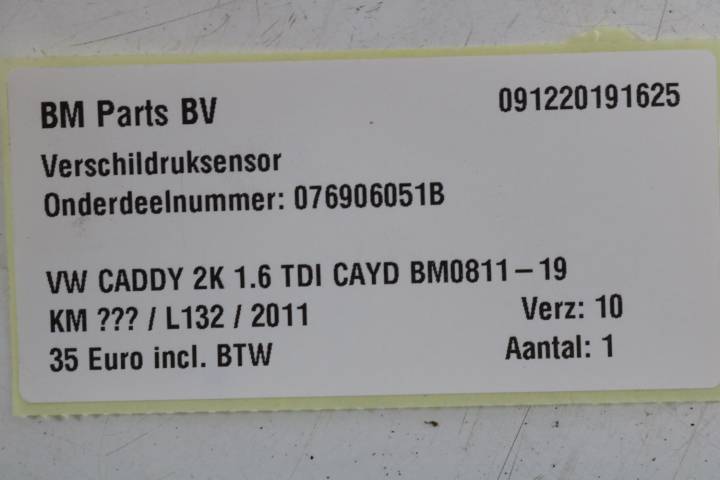 BM Parts BV 091220191625
Verschildruksensor
Onderdeelnummer: 076906051B
VW CADDY 2K 1.6 TDI CAYD BM0811-19
KM ??? / L132 / 2011 Verz: 10
35 Euro incl. BTW Aantal: 1